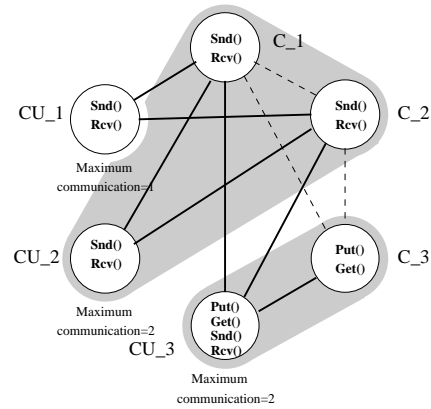 Snd()
Rcv()
C_1
CU_1
Snd()
Rcv()
Snd()
Rcv()
C_2
Maximum
communication=1
CU_2
Snd()
Rcv()
Put()
Get()
C_3
Maximum
communication=2
Put()
Get()
Snd()
Rcv()
CU_3
Maximum
communication=2